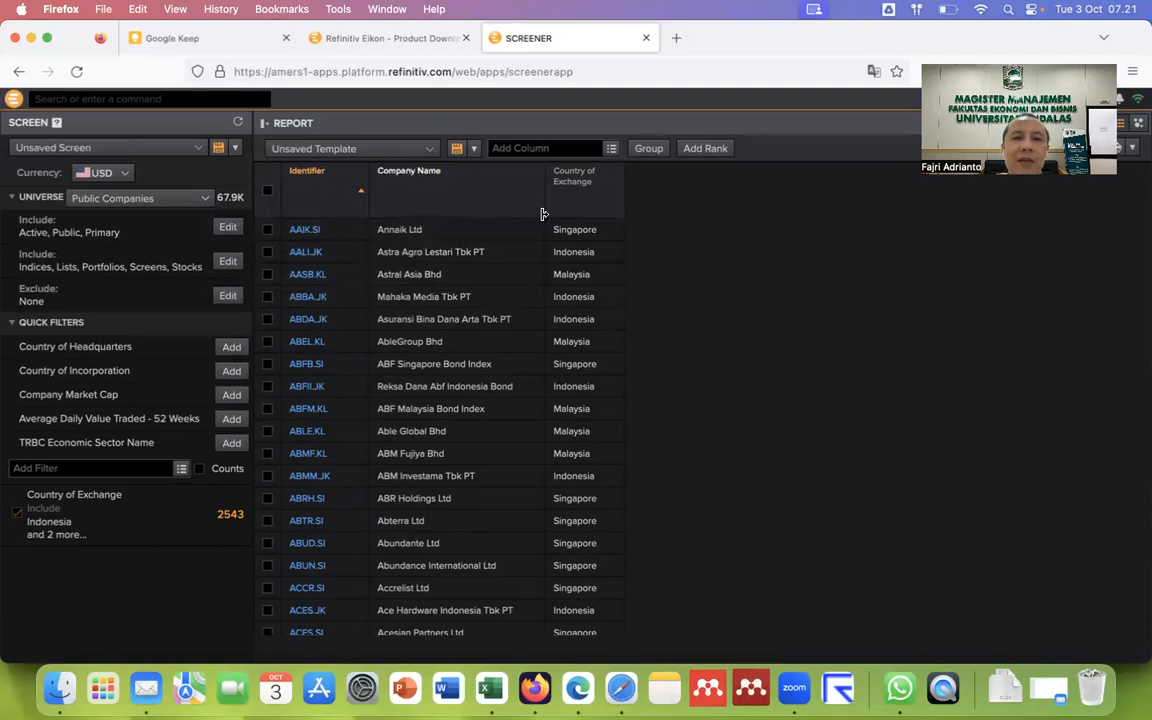 Firefox File Edit View History Bookmarks Tools Window Help
Tue 3 Oct 07.21
Google Keep
Refinitiv Eikon - Product Downl
SCREENER
https://amers1-apps.platform.refinitiv.com/web/apps/screenerapp
Search or enter a command
MAGISTER MANAJEMEN
FAKULTAS EKONOMI DAN BISNIS
UNIVERSITAS ANDALAS
Fajri Adrianto
SCREEN
REPORT
Unsaved Screen
Unsaved Template
Add Column
Group
Add Rank
Currency: USD
UNIVERSE Public Companies 67.9K
Include:
Active, Public, Primary
Edit
Include:
Indices, Lists, Portfolios, Screens, Stocks
Edit
Exclude:
None
Edit
QUICK FILTERS
Country of Headquarters Add
Country of Incorporation Add
Company Market Cap Add
Average Daily Value Traded - 52 Weeks Add
TRBC Economic Sector Name Add
Add Filter Counts
Country of Exchange
Include
Indonesia
and 2 more...
2543
Identifier Company Name Country of Exchange
AAIK.SI Annaik Ltd Singapore
AALI.JK Astra Agro Lestari Tbk PT Indonesia
AASB.KL Astral Asia Bhd Malaysia
ABBA.JK Mahaka Media Tbk PT Indonesia
ABDA.JK Asuransi Bina Dana Arta Tbk PT Indonesia
ABEL.KL AbleGroup Bhd Malaysia
ABFB.SI ABF Singapore Bond Index Singapore
ABFII.JK Reksa Dana Abf Indonesia Bond Indonesia
ABFM.KL ABF Malaysia Bond Index Malaysia
ABLE.KL Able Global Bhd Malaysia
ABMF.KL ABM Fujiya Bhd Malaysia
ABMM.JK ABM Investama Tbk PT Indonesia
ABRH.SI ABR Holdings Ltd Singapore
ABTR.SI Abterra Ltd Singapore
ABUD.SI Abundante Ltd Singapore
ABUN.SI Abundance International Ltd Singapore
ACCR.SI Accrelist Ltd Singapore
ACES.JK Ace Hardware Indonesia Tbk PT Indonesia
ACES.SI Acesian Partners Ltd Singapore
OCT
3
zoom